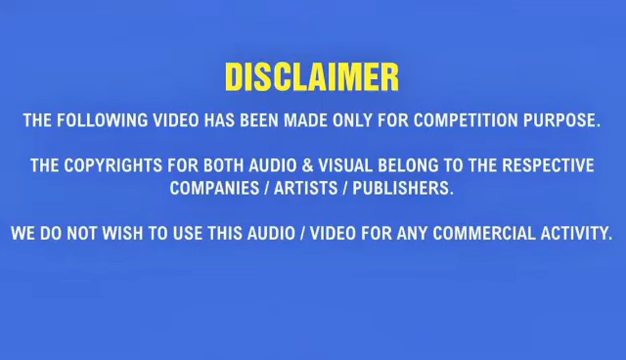 DISCLAIMER
THE FOLLOWING VIDEO HAS BEEN MADE ONLY FOR COMPETITION PURPOSE.
THE COPYRIGHTS FOR BOTH AUDIO & VISUAL BELONG TO THE RESPECTIVE
COMPANIES / ARTISTS / PUBLISHERS.
WE DO NOT WISH TO USE THIS AUDIO / VIDEO FOR ANY COMMERCIAL ACTIVITY.